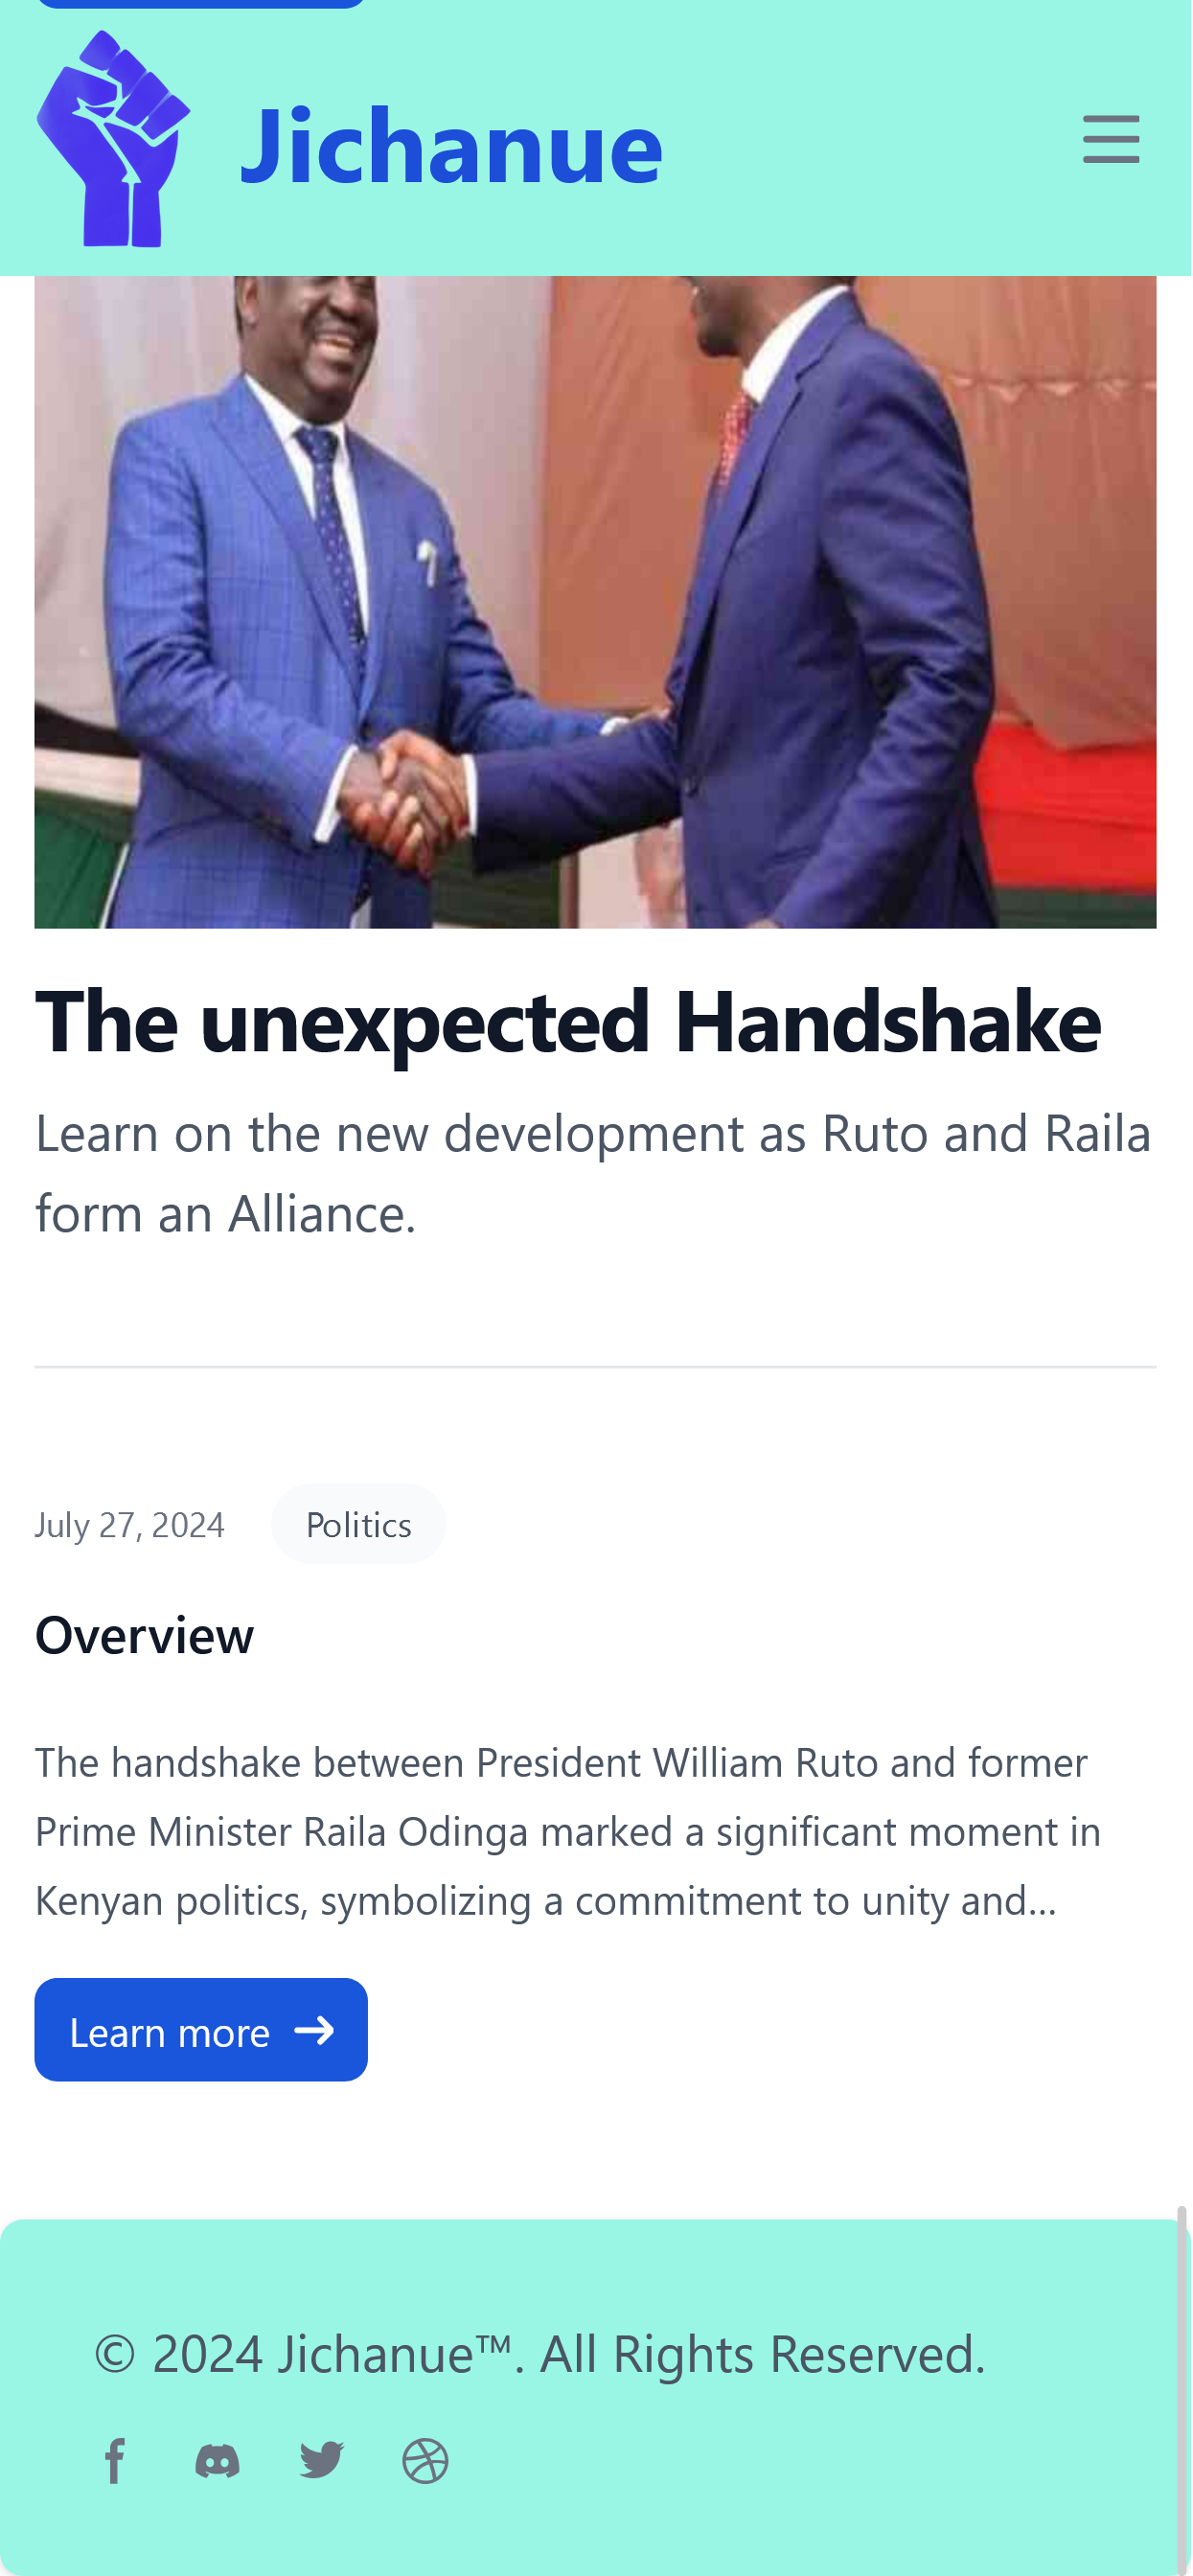 Jichanue
The unexpected Handshake
Learn on the new development as Ruto and Raila
form an Alliance.
July 27, 2024
Politics
Overview
The handshake between President William Ruto and former
Prime Minister Raila Odinga marked a significant moment in
Kenyan politics, symbolizing a commitment to unity and...
Learn more
© 2024 Jichanue™. All Rights Reserved.